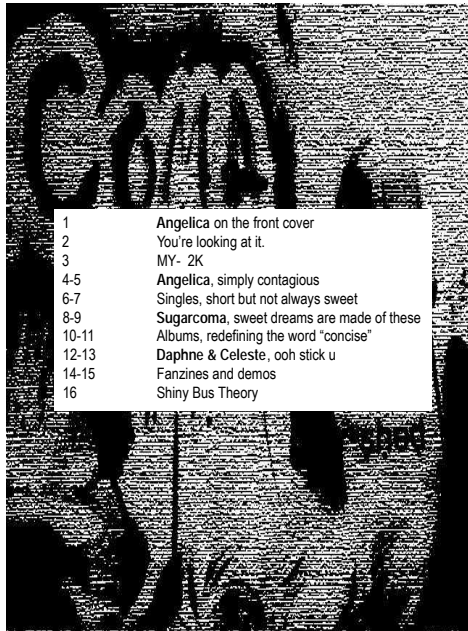 COMA
1 Angelica on the front cover
2 You're looking at it.
3 MY- 2K
4-5 Angelica, simply contagious
6-7 Singles, short but not always sweet
8-9 Sugarcoma, sweet dreams are made of these
10-11 Albums, redefining the word “concise”
12-13 Daphne & Celeste, ooh stick u
14-15 Fanzines and demos
16 Shiny Bus Theory